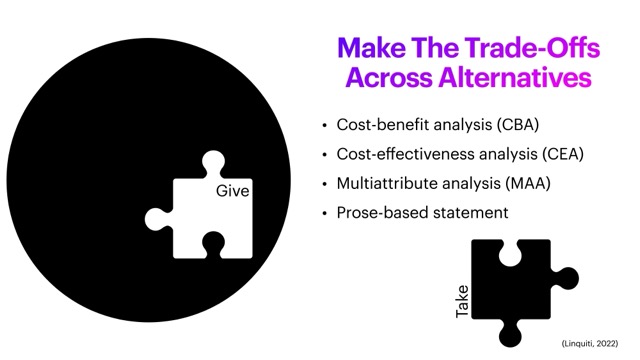 Make The Trade-Offs
Across Alternatives
• Cost-benefit analysis (CBA)
• Cost-effectiveness analysis (CEA)
• Multiattribute analysis (MAA)
• Prose-based statement
Give
Take
(Linquiti, 2022)